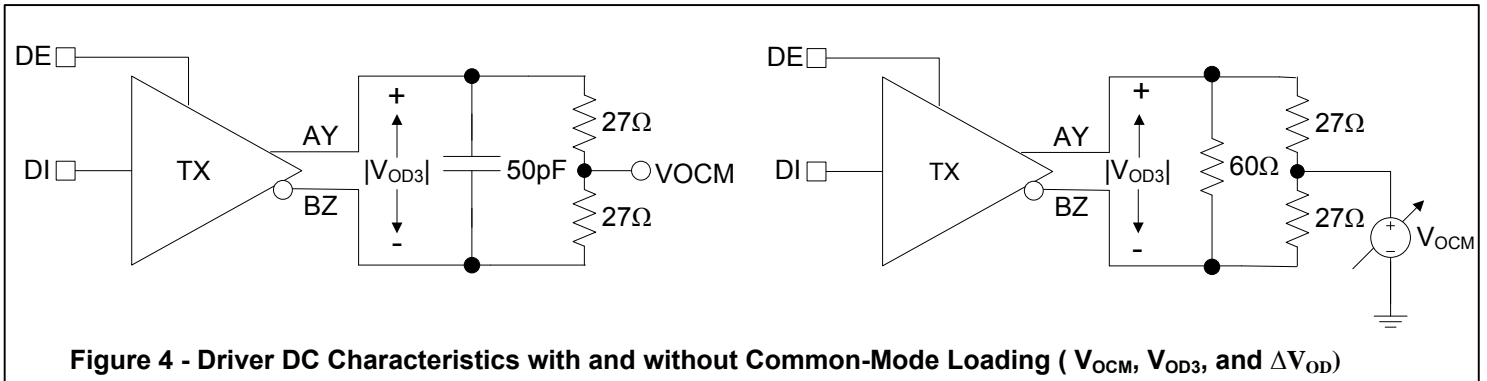 DE
DI
TX
AY
BZ
+
|VOD3|
-
50pF
27Ω
27Ω
VOCM
DE
DI
TX
AY
BZ
+
|VOD3|
-
60Ω
27Ω
27Ω
+
-
VOCM
Figure 4 - Driver DC Characteristics with and without Common-Mode Loading ( VOCM, VOD3, and ΔVOD)